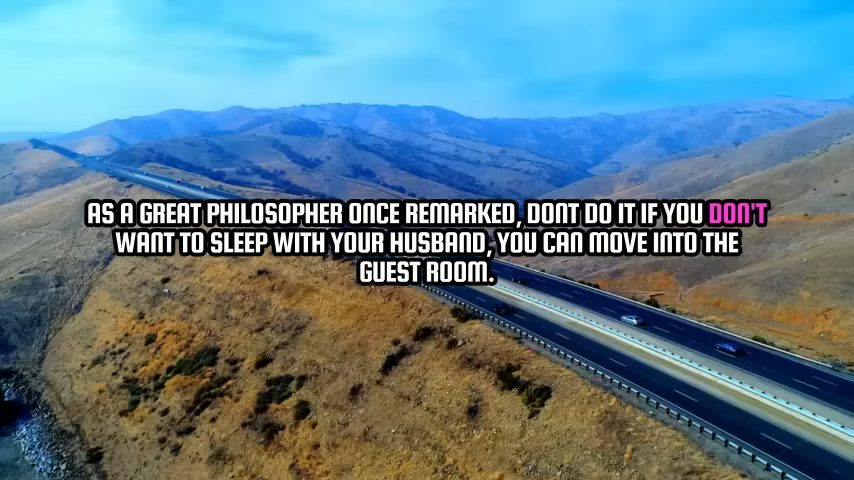 AS A GREAT PHILOSOPHER ONCE REMARKED, DONT DO IT IF YOU DON'T
WANT TO SLEEP WITH YOUR HUSBAND, YOU CAN MOVE INTO THE
GUEST ROOM.